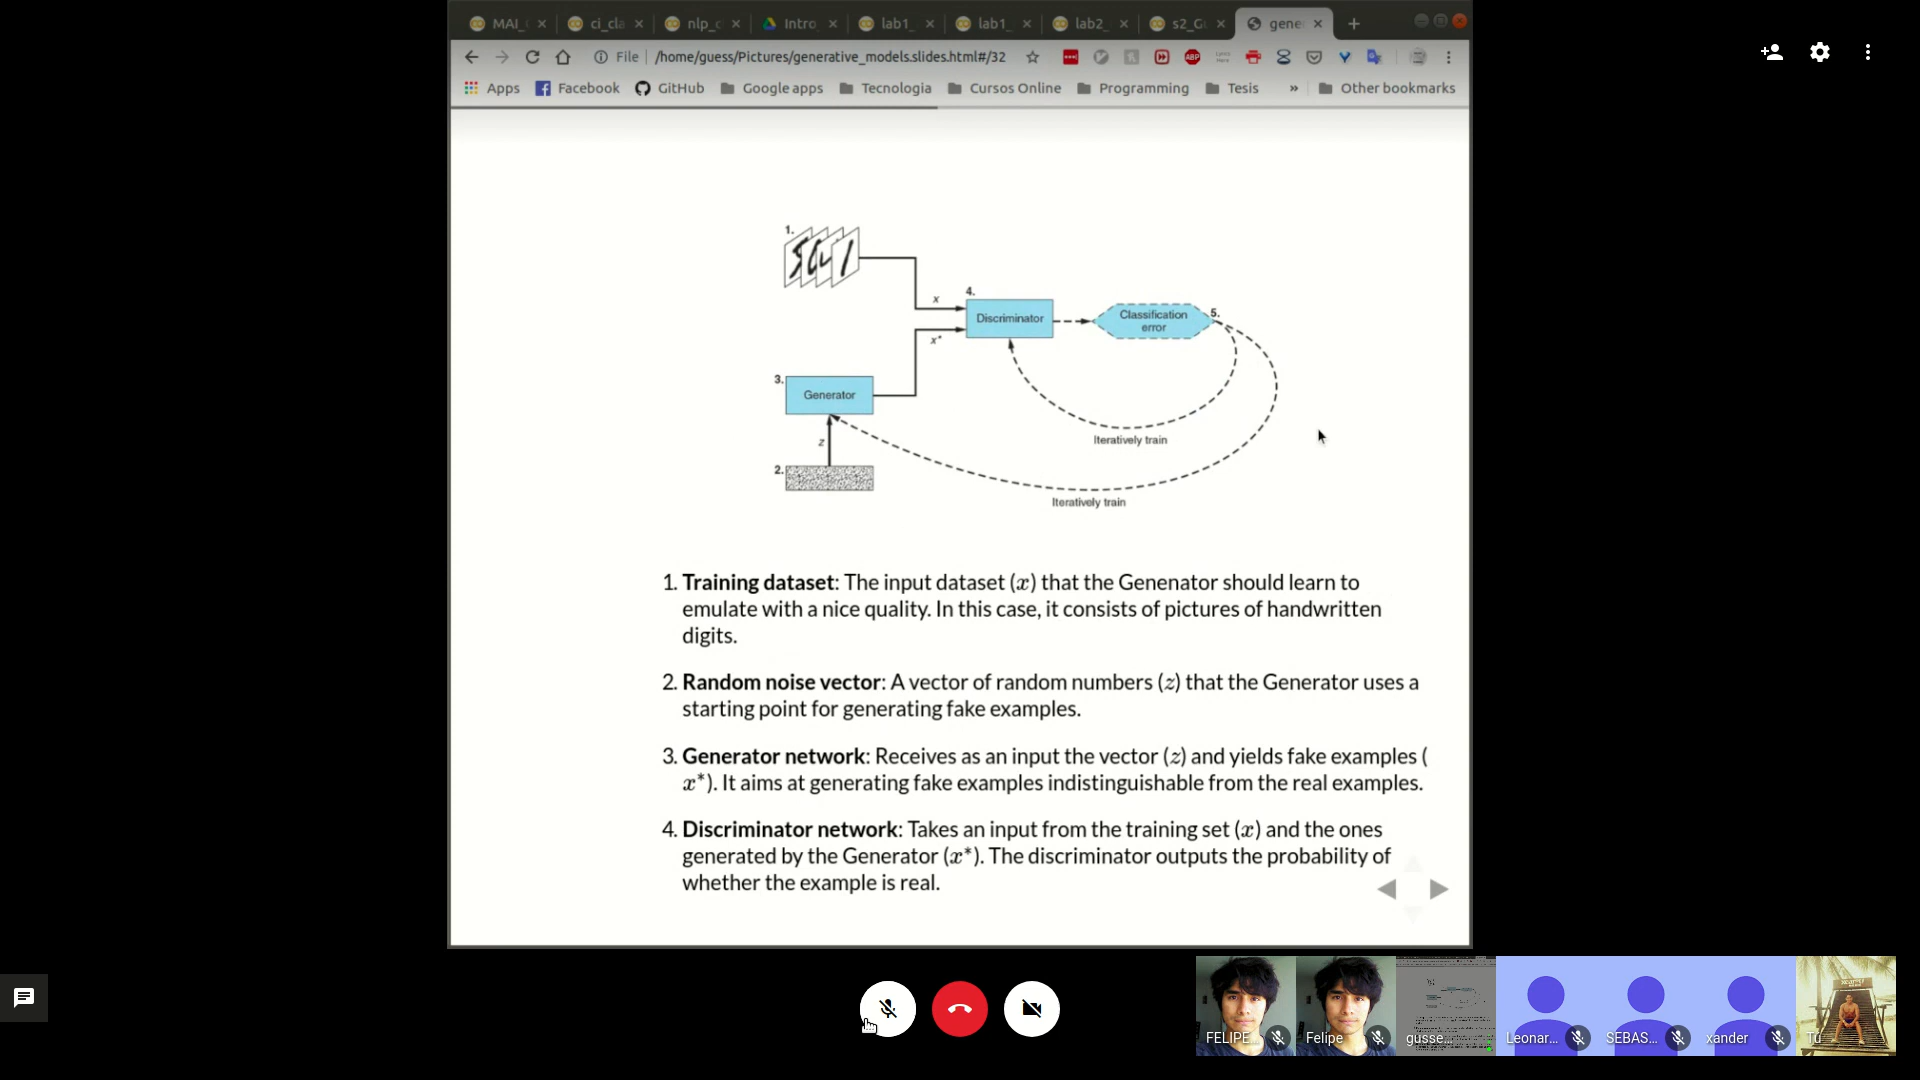 MAI_ ci_cla nlp_c Intro_ lab1_ lab1_ lab2_ s2_G gene
File /home/guess/Pictures/generative_models.slides.html#/32
ABP
Apps Facebook GitHub Google apps Tecnologia Cursos Online Programming Tesis » Other bookmarks
1.
x
4.
Discriminator
Classification
error
5.
x*
3.
Generator
z
Iteratively train
2.
Iteratively train
1. Training dataset: The input dataset (x) that the Genenator should learn to
emulate with a nice quality. In this case, it consists of pictures of handwritten
digits.
2. Random noise vector: A vector of random numbers (z) that the Generator uses a
starting point for generating fake examples.
3. Generator network: Receives as an input the vector (z) and yields fake examples (
x*). It aims at generating fake examples indistinguishable from the real examples.
4. Discriminator network: Takes an input from the training set (x) and the ones
generated by the Generator (x*). The discriminator outputs the probability of
whether the example is real.
FELIPE... Felipe gusse... Leonar... SEBAS... xander Tú